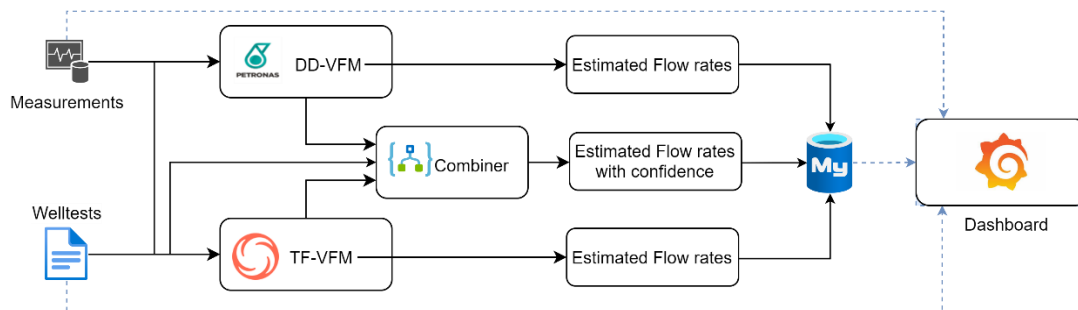 PETRONAS
DD-VFM
Estimated Flow rates
Measurements
Combiner
Estimated Flow rates
with confidence
My
Welltests
Dashboard
TF-VFM
Estimated Flow rates